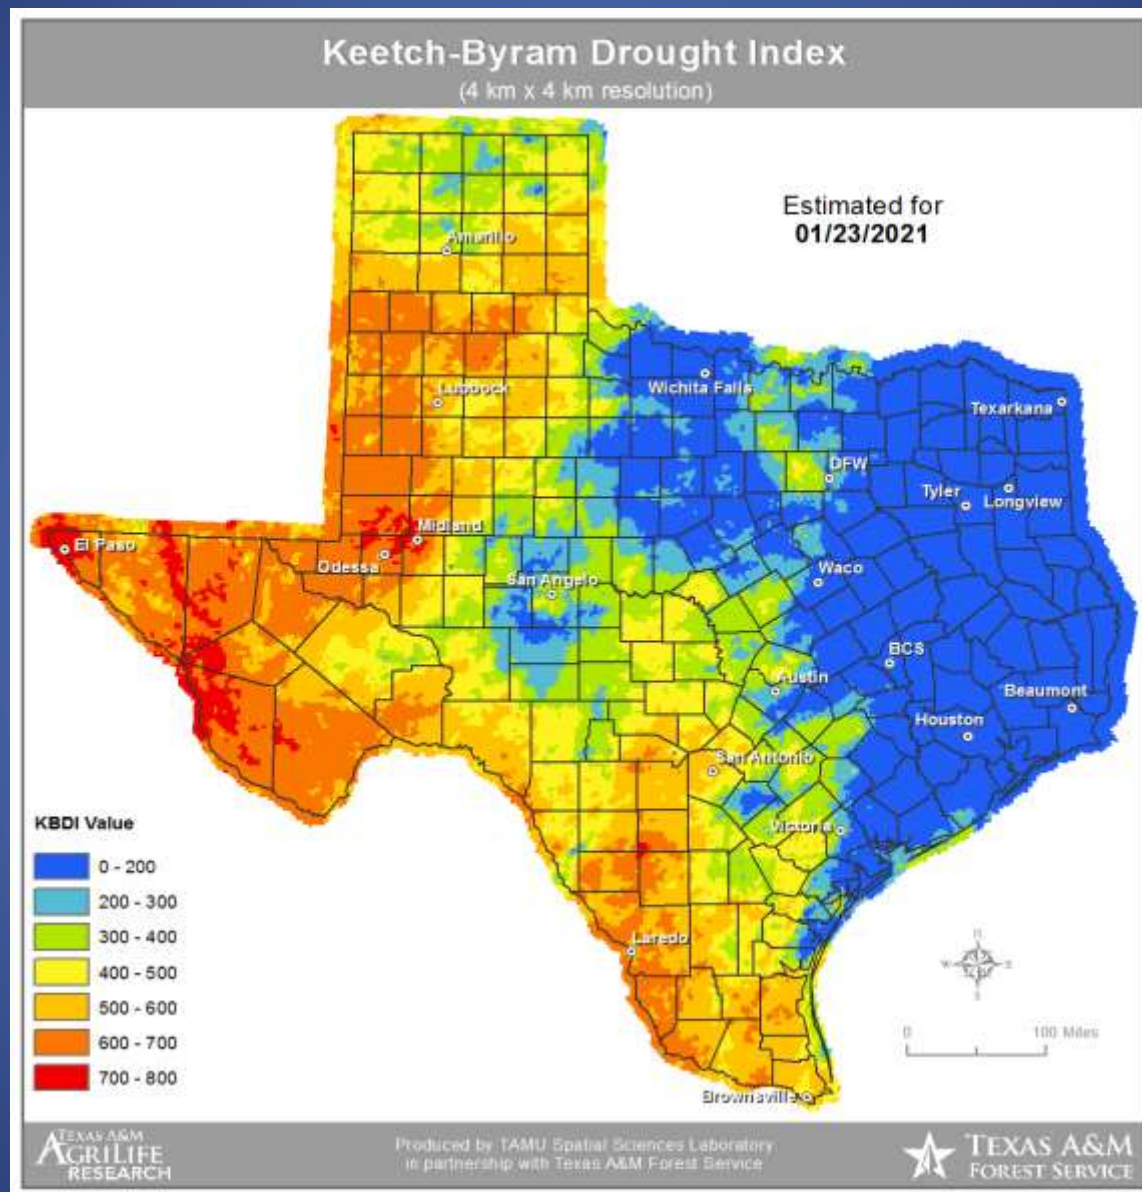 Keetch-Byram Drought Index
(4 km x 4 km resolution)
Estimated for
01/23/2021
Amarillo
Lubbock
Wichita Falls
Texarkana
DFW
Tyler
Longview
Midland
El Paso
Odessa
San Angelo
Waco
BCS
Austin
Beaumont
Houston
San Antonio
Victoria
Laredo
Brownsville
KBDI Value
0 - 200
200 - 300
300 - 400
400 - 500
500 - 600
600 - 700
700 - 800
N
W E
S
0 100 Miles
TEXAS A&M
AGRILIFE
RESEARCH
Produced by TAMU Spatial Sciences Laboratory
in partnership with Texas A&M Forest Service
TEXAS A&M
FOREST SERVICE